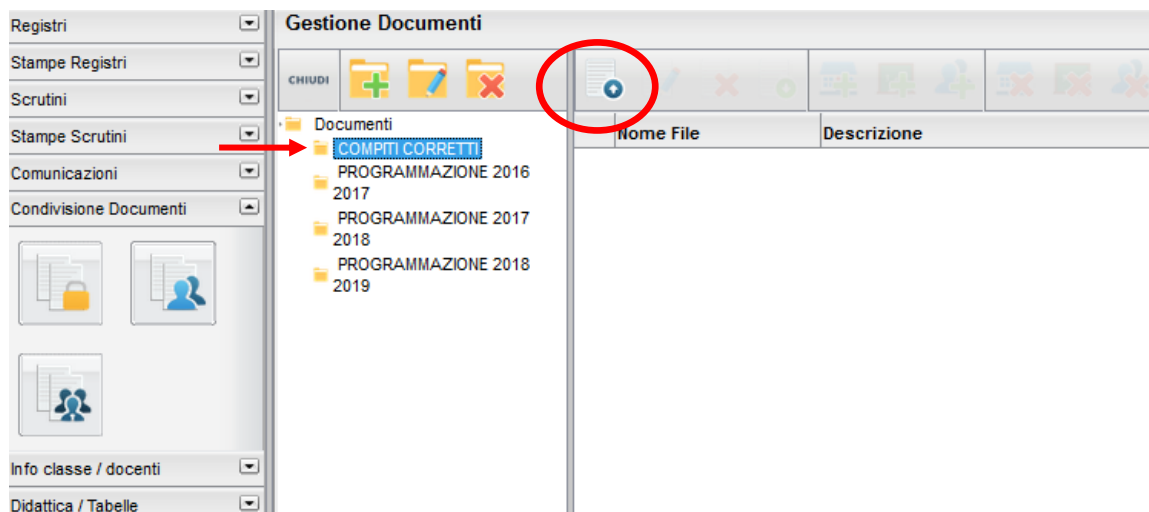 Registri
Stampe Registri
Scrutini
Stampe Scrutini
Comunicazioni
Condivisione Documenti
Info classe / docenti
Didattica / Tabelle
Gestione Documenti
CHIUDI
Documenti
COMPITI CORRETTI
PROGRAMMAZIONE 2016
2017
PROGRAMMAZIONE 2017
2018
PROGRAMMAZIONE 2018
2019
Nome File
Descrizione